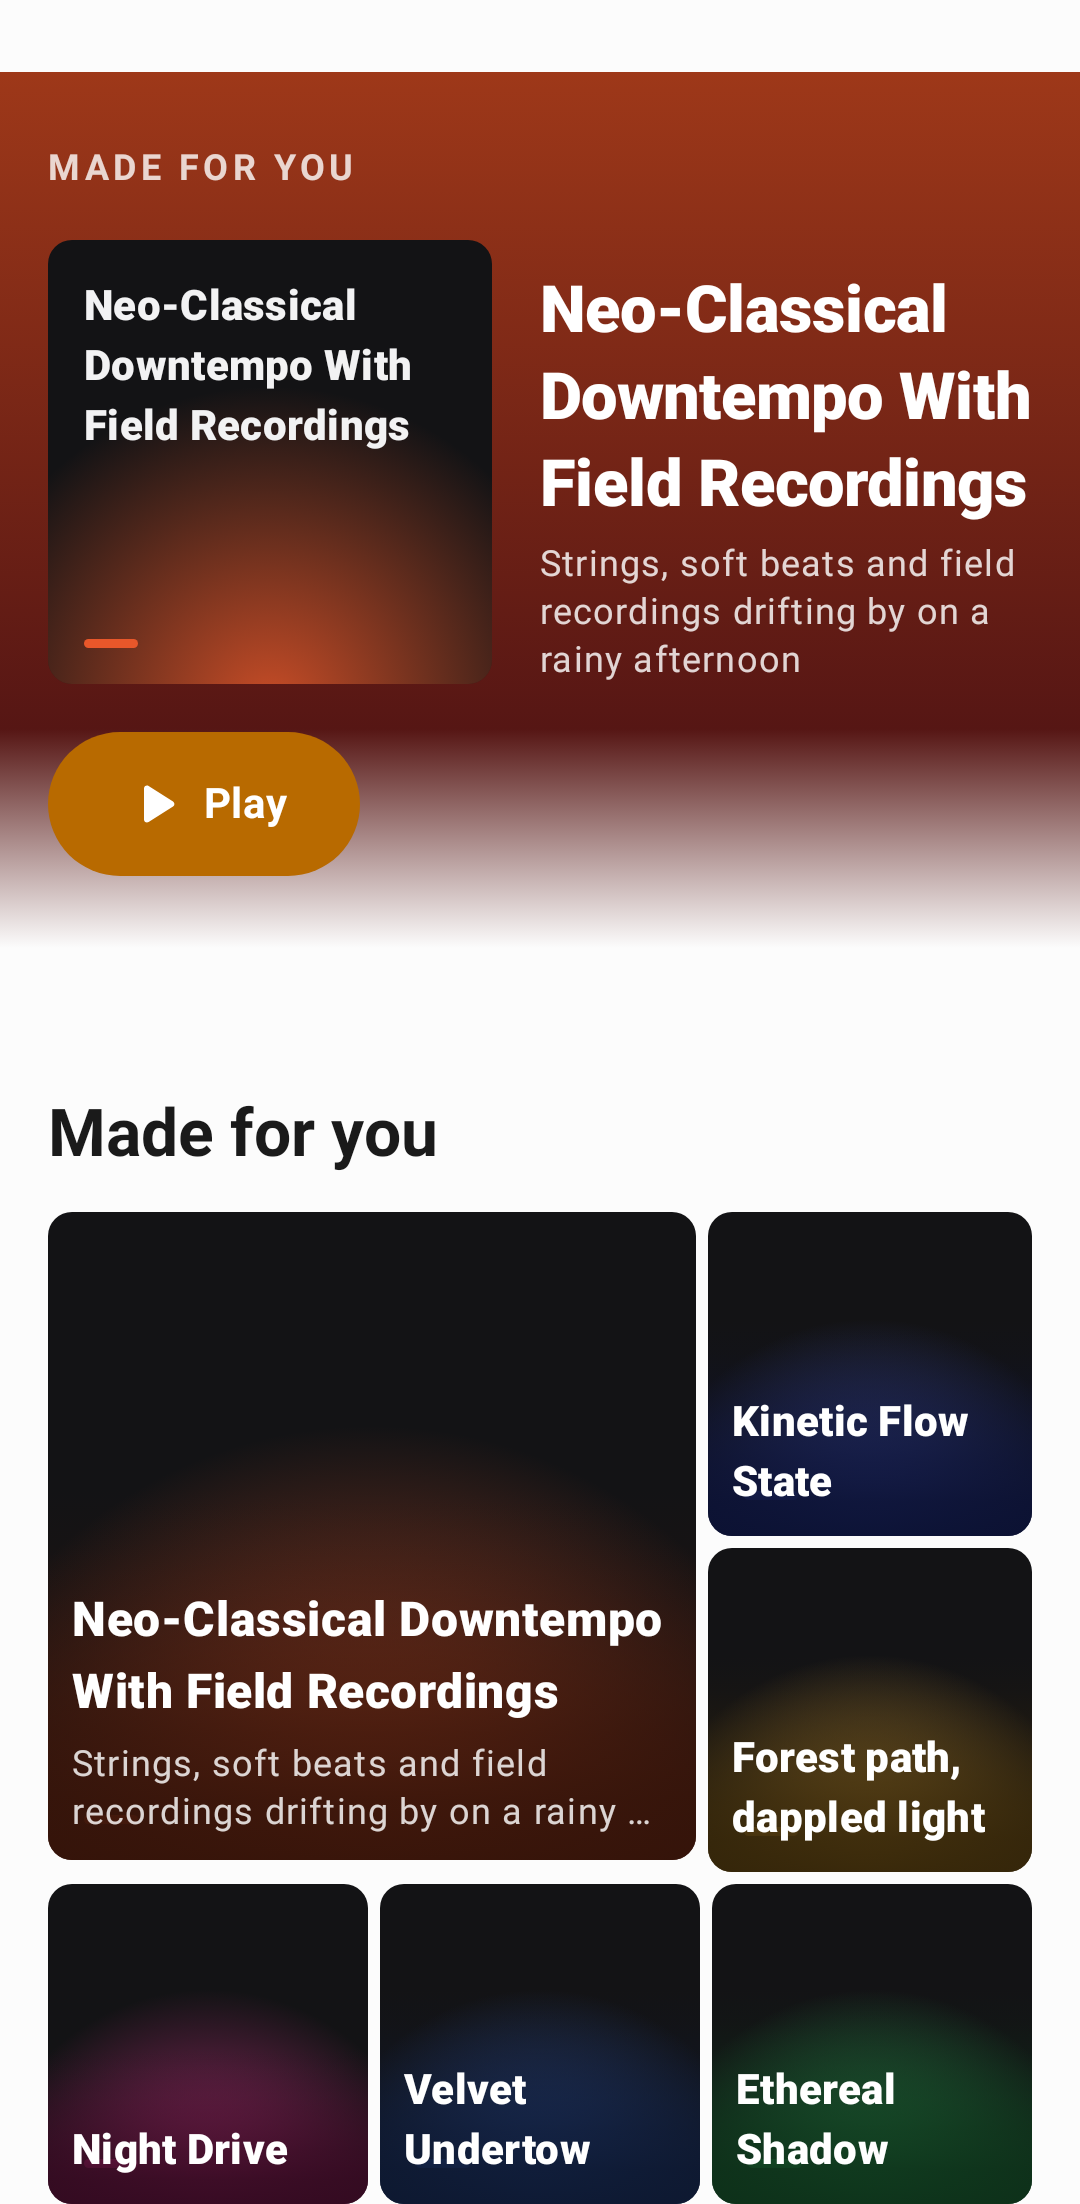 MADE FOR YOU
Neo-Classical
Downtempo With
Field Recordings
Neo-Classical
Downtempo With
Field Recordings
Strings, soft beats and field
recordings drifting by on a
rainy afternoon
Play
Made for you
Neo-Classical Downtempo
With Field Recordings
Strings, soft beats and field
recordings drifting by on a rainy …
Kinetic Flow
State
Forest path,
dappled light
Night Drive
Velvet
Undertow
Ethereal
Shadow